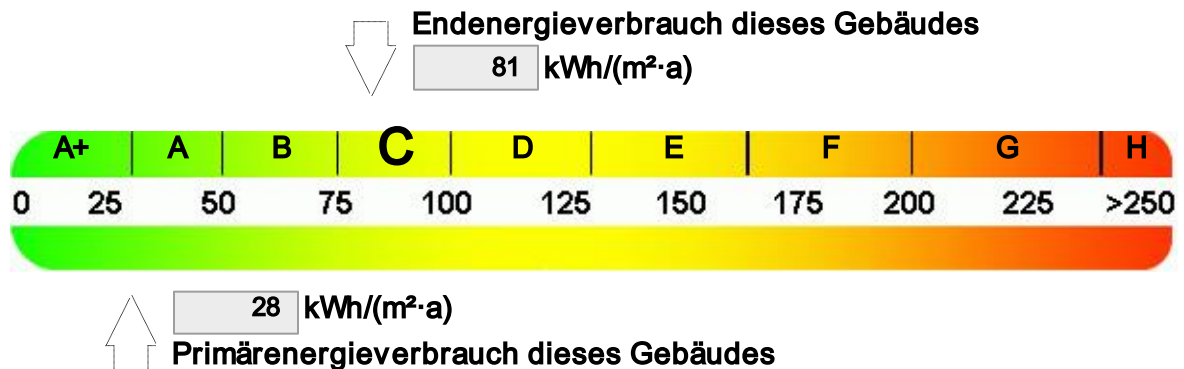 Endenergieverbrauch dieses Gebäudes
81 kWh/(m²·a)
A+ A B C D E F G H
0 25 50 75 100 125 150 175 200 225 >250
28 kWh/(m²·a)
Primärenergieverbrauch dieses Gebäudes